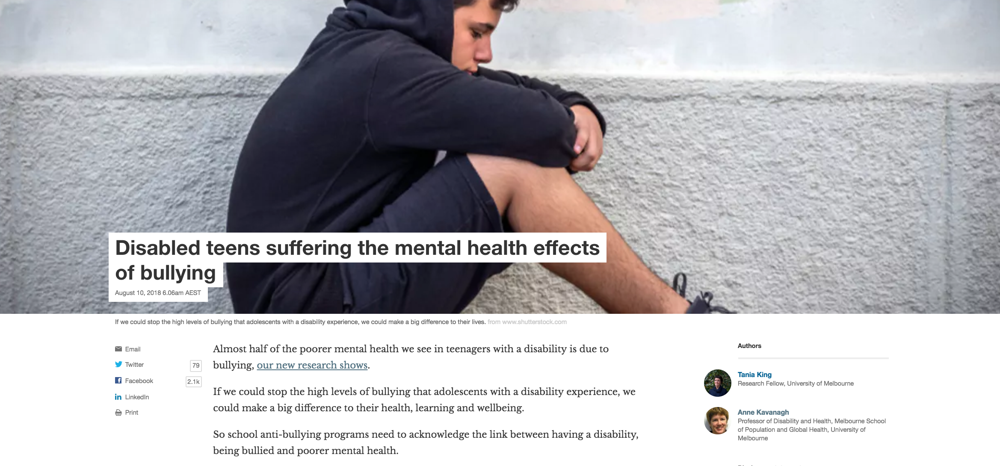 Disabled teens suffering the mental health effects
of bullying
August 10, 2018 6.06am AEST
If we could stop the high levels of bullying that adolescents with a disability experience, we could make a big difference to their lives. from www.shutterstock.com
Email
Twitter 79
Facebook 2.1k
LinkedIn
Print
Almost half of the poorer mental health we see in teenagers with a disability is due to
bullying, our new research shows.
If we could stop the high levels of bullying that adolescents with a disability experience, we
could make a big difference to their health, learning and wellbeing.
So school anti-bullying programs need to acknowledge the link between having a disability,
being bullied and poorer mental health.
Authors
Tania King
Research Fellow, University of Melbourne
Anne Kavanagh
Professor of Disability and Health, Melbourne School
of Population and Global Health, University of
Melbourne